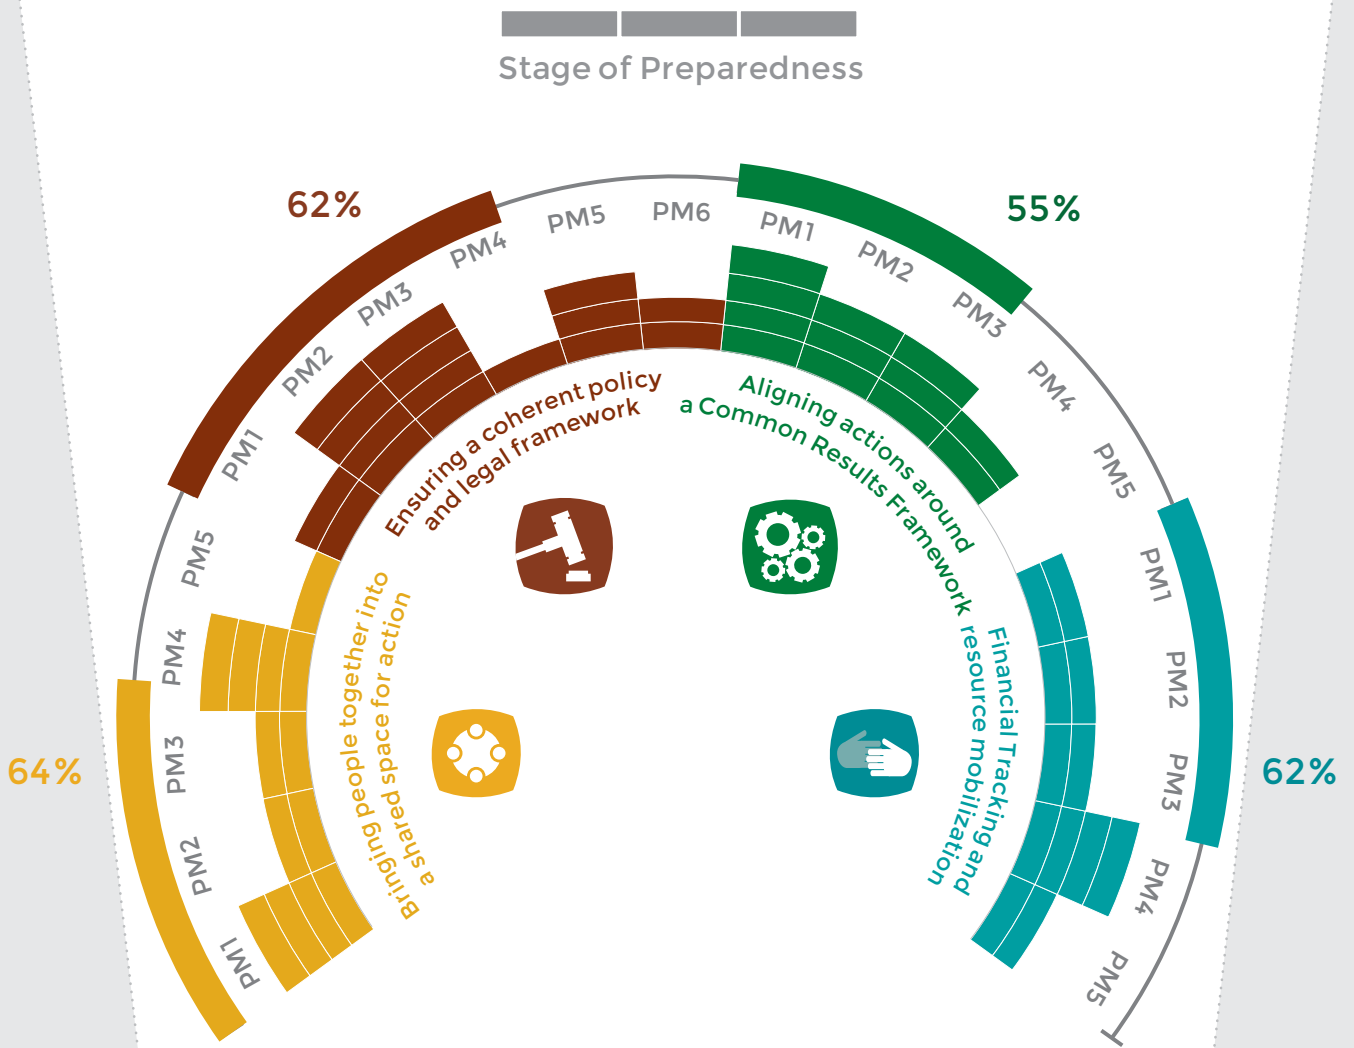 Stage of Preparedness
62%
55%
64%
62%
PM1
PM2
PM3
PM4
PM5
Bringing people together into
a shared space for action
PM1
PM2
PM3
PM4
PM5
PM6
Ensuring a coherent policy
and legal framework
PM1
PM2
PM3
PM4
PM5
Aligning actions around
a Common Results Framework
PM1
PM2
PM3
PM4
PM5
Financial Tracking and
resource mobilization